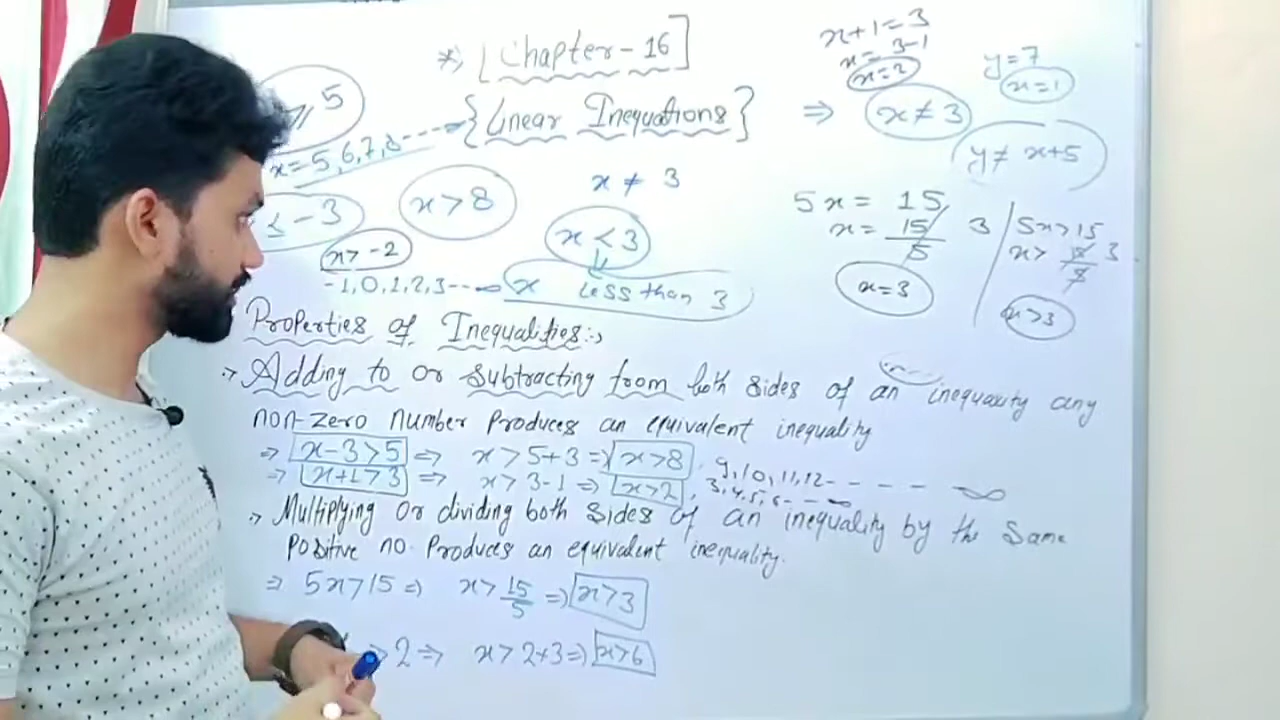 *) [Chapter-16]
{Linear Inequations}
⇒ x≠3
x+1=3
x=3-1
x=2
y=7
x=1
y≠ x+5
5
x=5,6,7,8----∞
≤ -3
x>8
x ≠ 3
x < 3
x less than 3
x>-2
-1,0,1,2,3---∞
5x= 15
x= 15/5 3
x=3
5x>15
x> 3
x>3
Properties of Inequalities:→
→ Adding to or subtracting from both sides of an inequality any
non-zero number produces an equivalent inequality
⇒ x-3>5 ⇒ x>5+3 ⇒ x>8, 9,10,11,12- - - - - ∞
⇒ x+1>3 ⇒ x>3-1 ⇒ x>2, 3,4,5,6- - - ∞
→ Multiplying or dividing both sides of an inequality by the same
positive no. produces an equivalent inequality.
⇒ 5x>15 ⇒ x>15/5 ⇒ x>3
>2 ⇒ x>2×3 ⇒ x>6